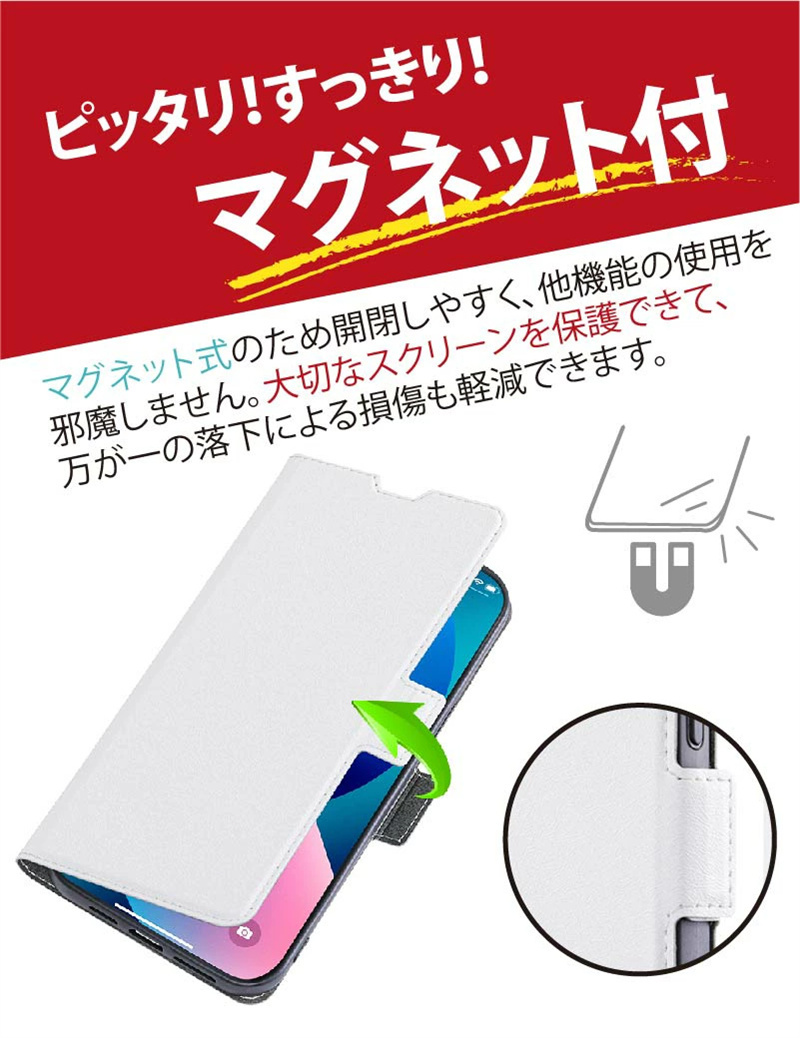 ピッタリ!すっきり!
マグネット付
マグネット式のため開閉しやすく、他機能の使用を
邪魔しません。大切なスクリーンを保護できて、
万が一の落下による損傷も軽減できます。